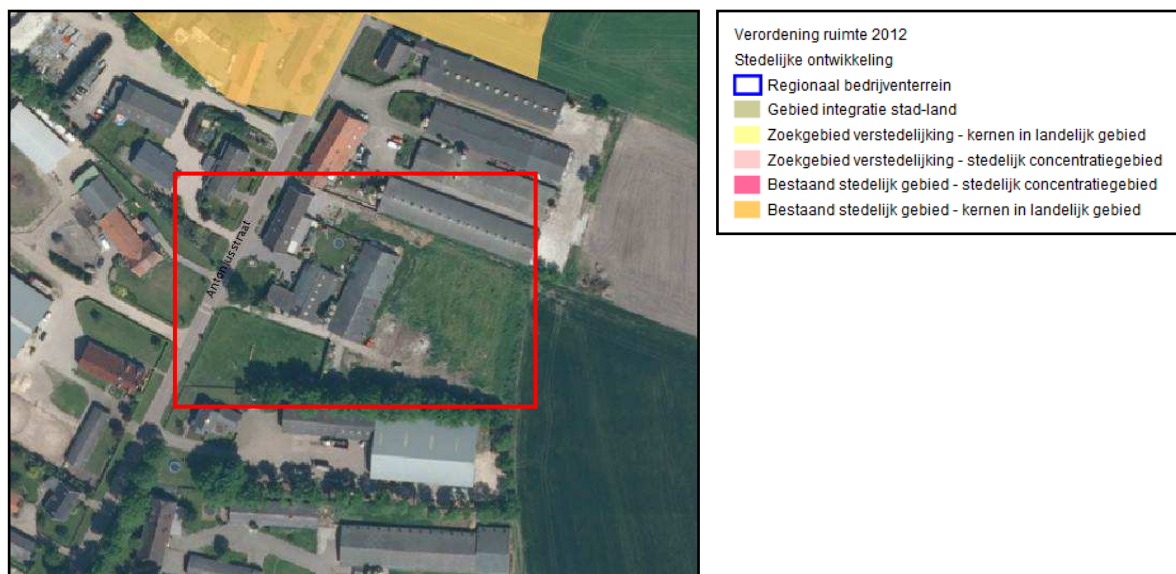 Antoniusstraat
Verordening ruimte 2012
Stedelijke ontwikkeling
Regionaal bedrijventerrein
Gebied integratie stad-land
Zoekgebied verstedelijking - kernen in landelijk gebied
Zoekgebied verstedelijking - stedelijk concentratiegebied
Bestaand stedelijk gebied - stedelijk concentratiegebied
Bestaand stedelijk gebied - kernen in landelijk gebied